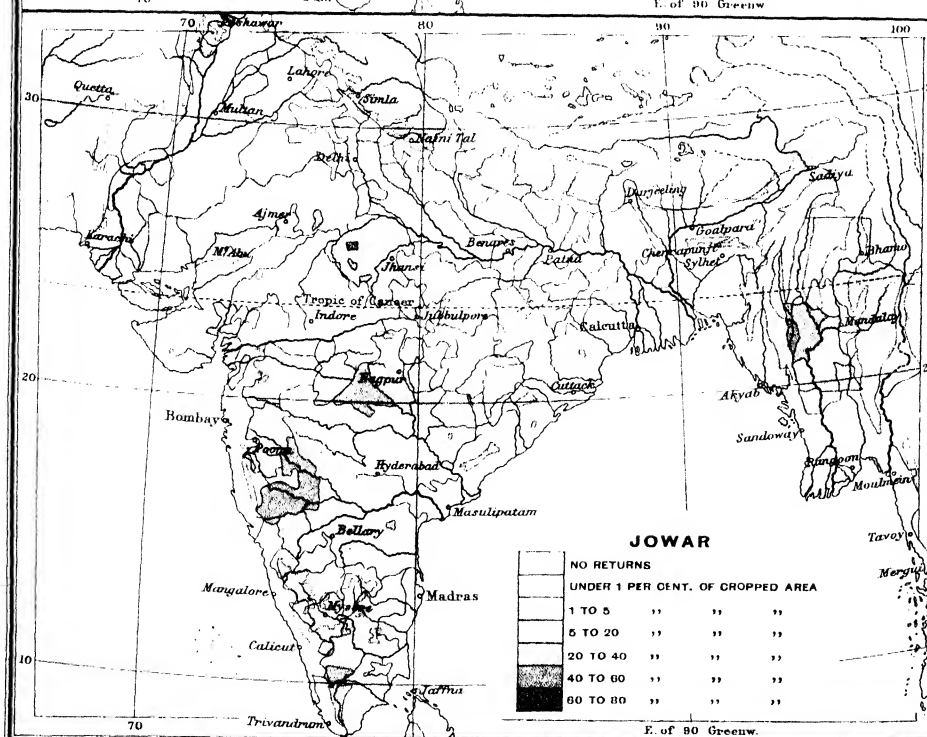 70
E. of 90 Greenw
70
80
90
100
Peshawar
Lahore
Quetta
Simla
30
Multan
Naini Tal
Delhi
Sadiya
Darjeeling
Ajmer
Goalpara
Karachi
Benares
Cherrapunji
Bhamo
Mt Abu
Patna
Sylhet
Jhansi
Tropic of Cancer
Indore
Jubbulpore
Calcutta
Mandalay
20
Nagpur
Cuttack
2
Akyab
Bombay
Sandoway
Poona
Hyderabad
Rangoon
Moulmein
Masulipatam
Bellary
Tavoy
JOWAR
NO RETURNS
Mergui
UNDER 1 PER CENT. OF CROPPED AREA
Mangalore
Madras
Mysore
1 TO 5 ,, ,, ,,
5 TO 20 ,, ,, ,,
Calicut
20 TO 40 ,, ,, ,,
10
40 TO 60 ,, ,, ,,
Jaffna
60 TO 80 ,, ,, ,,
70
Trivandrum
E. of 90 Greenw.